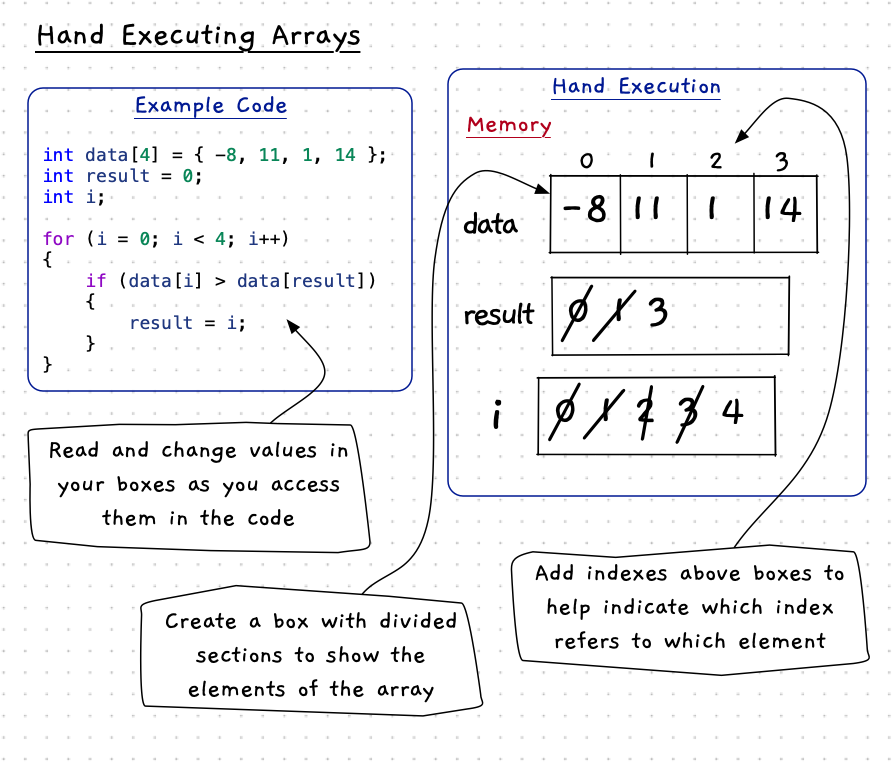 Hand Executing Arrays
Example Code
int data[4] = { -8, 11, 1, 14 };
int result = 0;
int i;
for (i = 0; i < 4; i++)
{
if (data[i] > data[result])
{
result = i;
}
}
Read and change values in
your boxes as you access
them in the code
Hand Execution
Memory
0 1 2 3
data -8 11 1 14
result 0 1 3
i 0 1 2 3 4
Create a box with divided
sections to show the
elements of the array
Add indexes above boxes to
help indicate which index
refers to which element